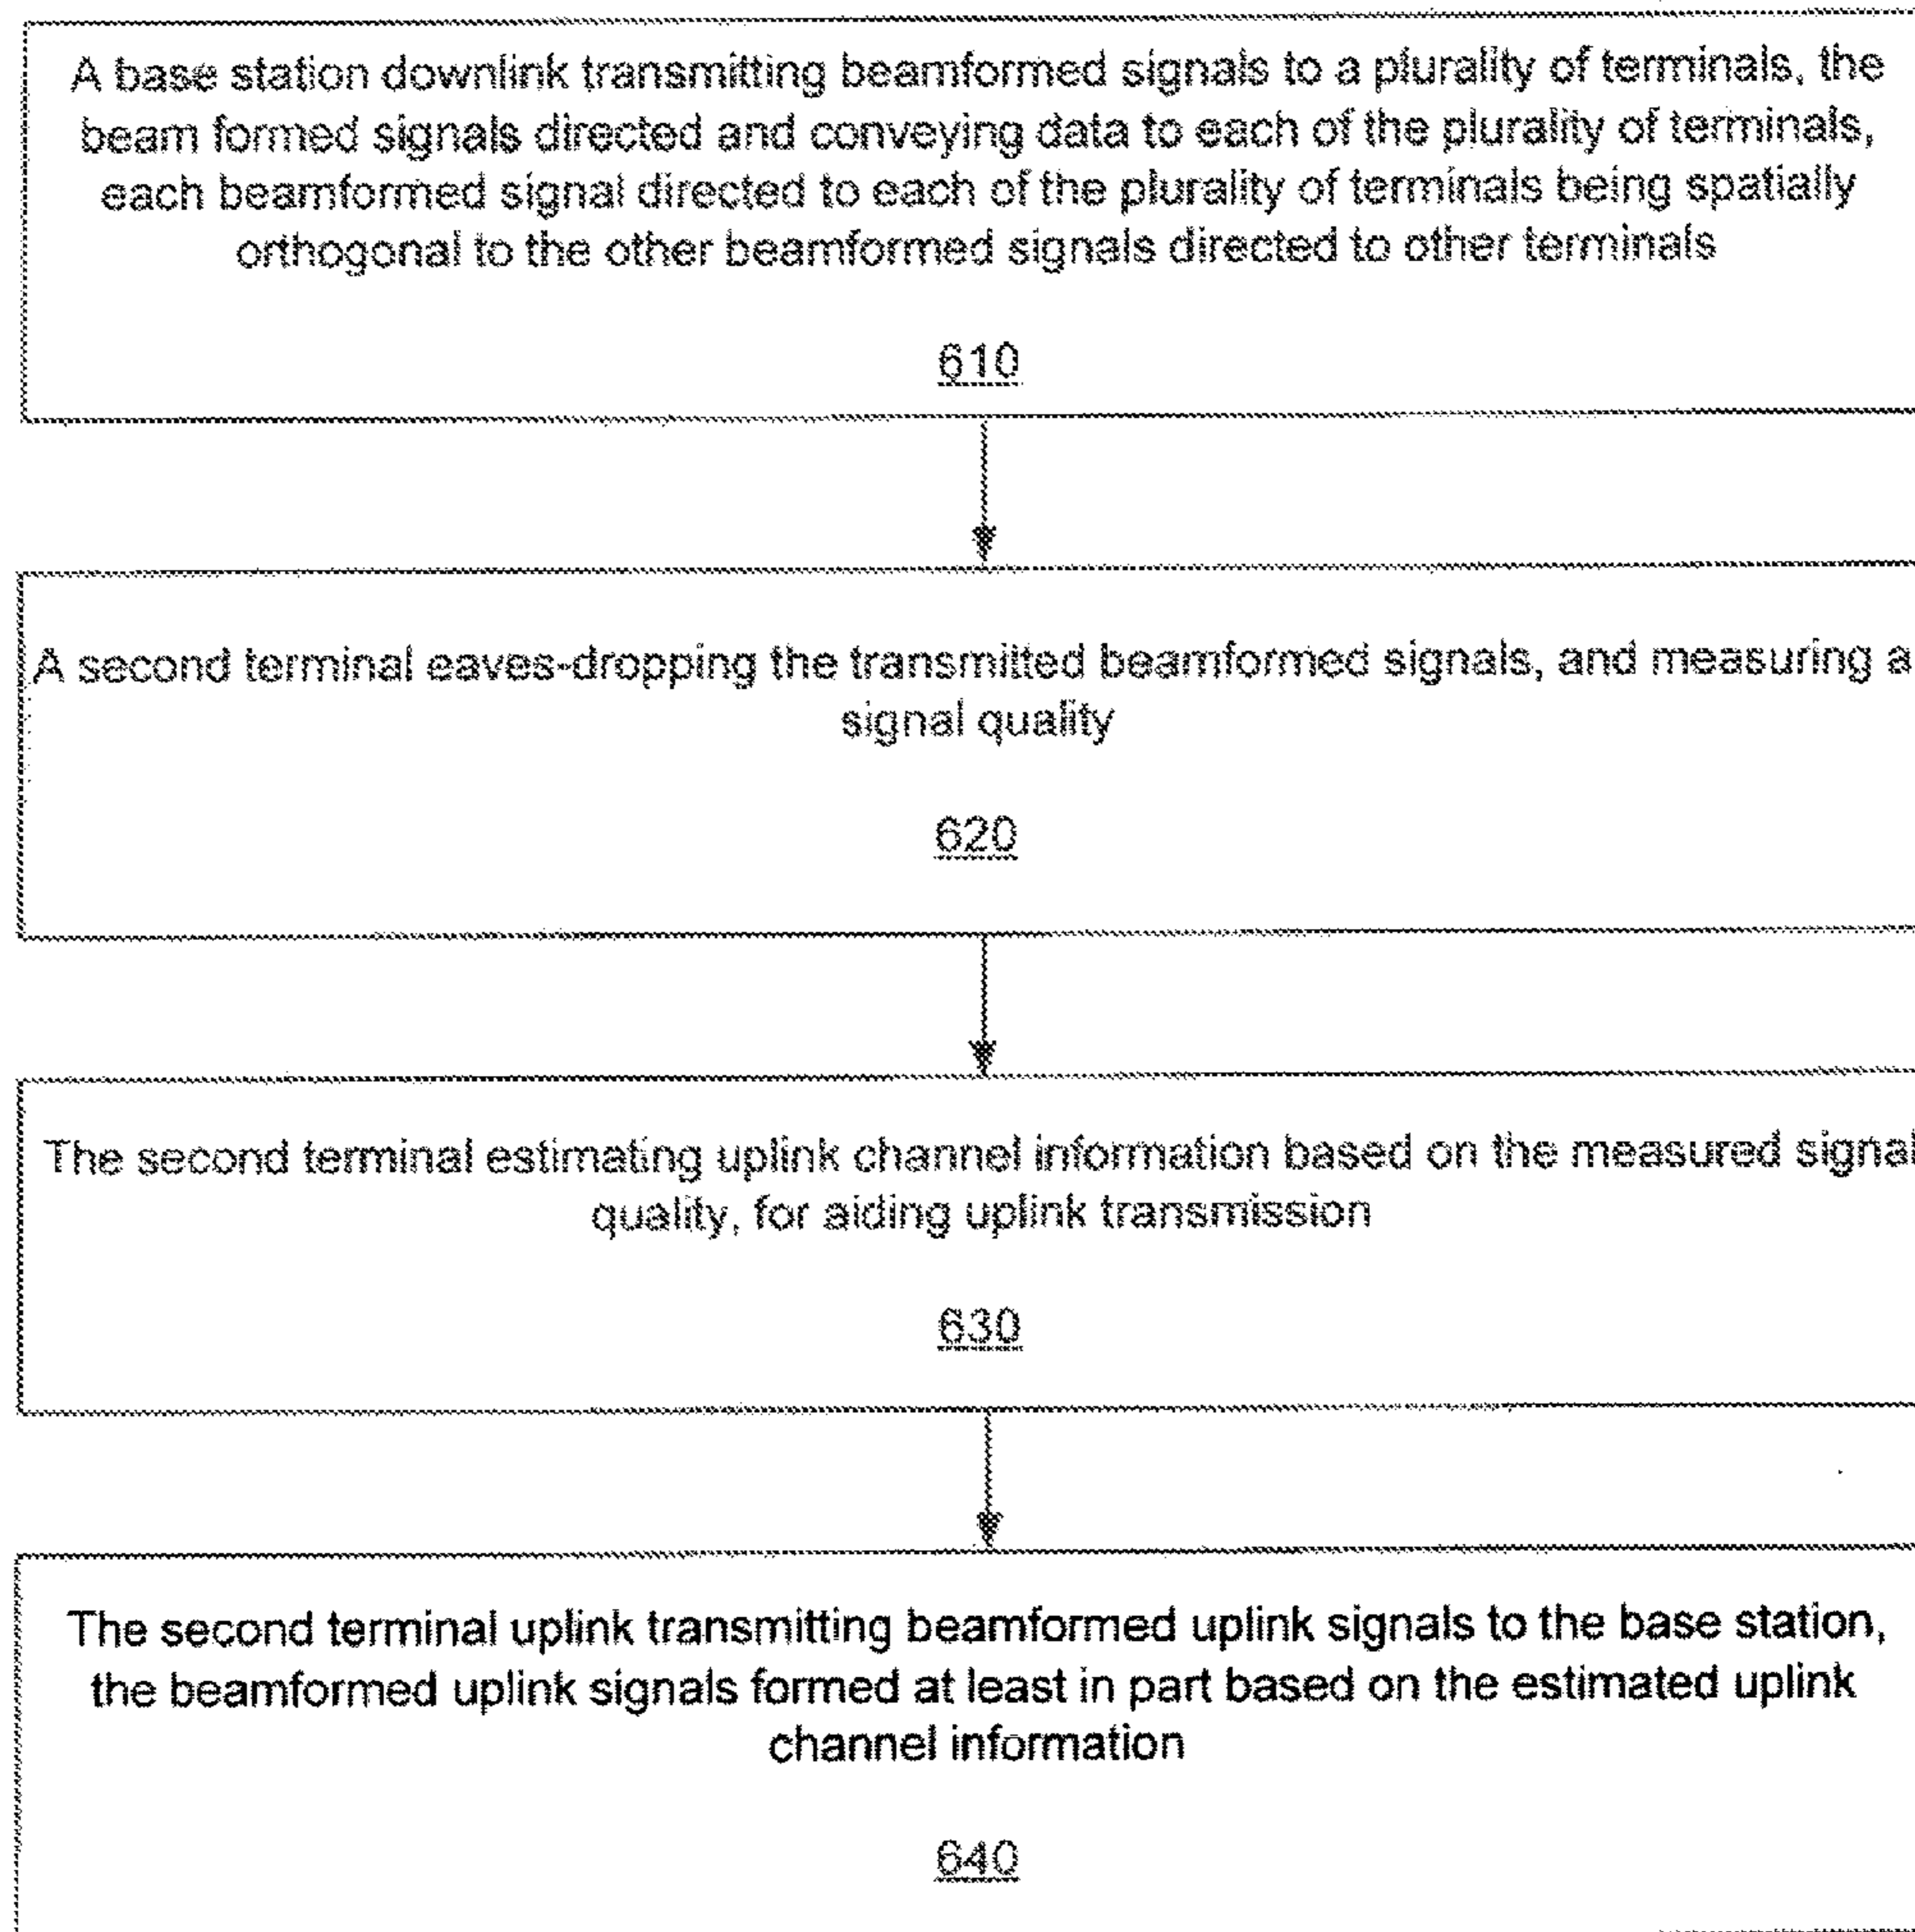 A base station downlink transmitting beamformed signals to a plurality of terminals, the
beam formed signals directed and conveying data to each of the plurality of terminals,
each beamformed signal directed to each of the plurality of terminals being spatially
orthogonal to the other beamformed signals directed to other terminals
610
A second terminal eaves-dropping the transmitted beamformed signals, and measuring a
signal quality
620
The second terminal estimating uplink channel information based on the measured signal
quality, for aiding uplink transmission
630
The second terminal uplink transmitting beamformed uplink signals to the base station,
the beamformed uplink signals formed at least in part based on the estimated uplink
channel information
640